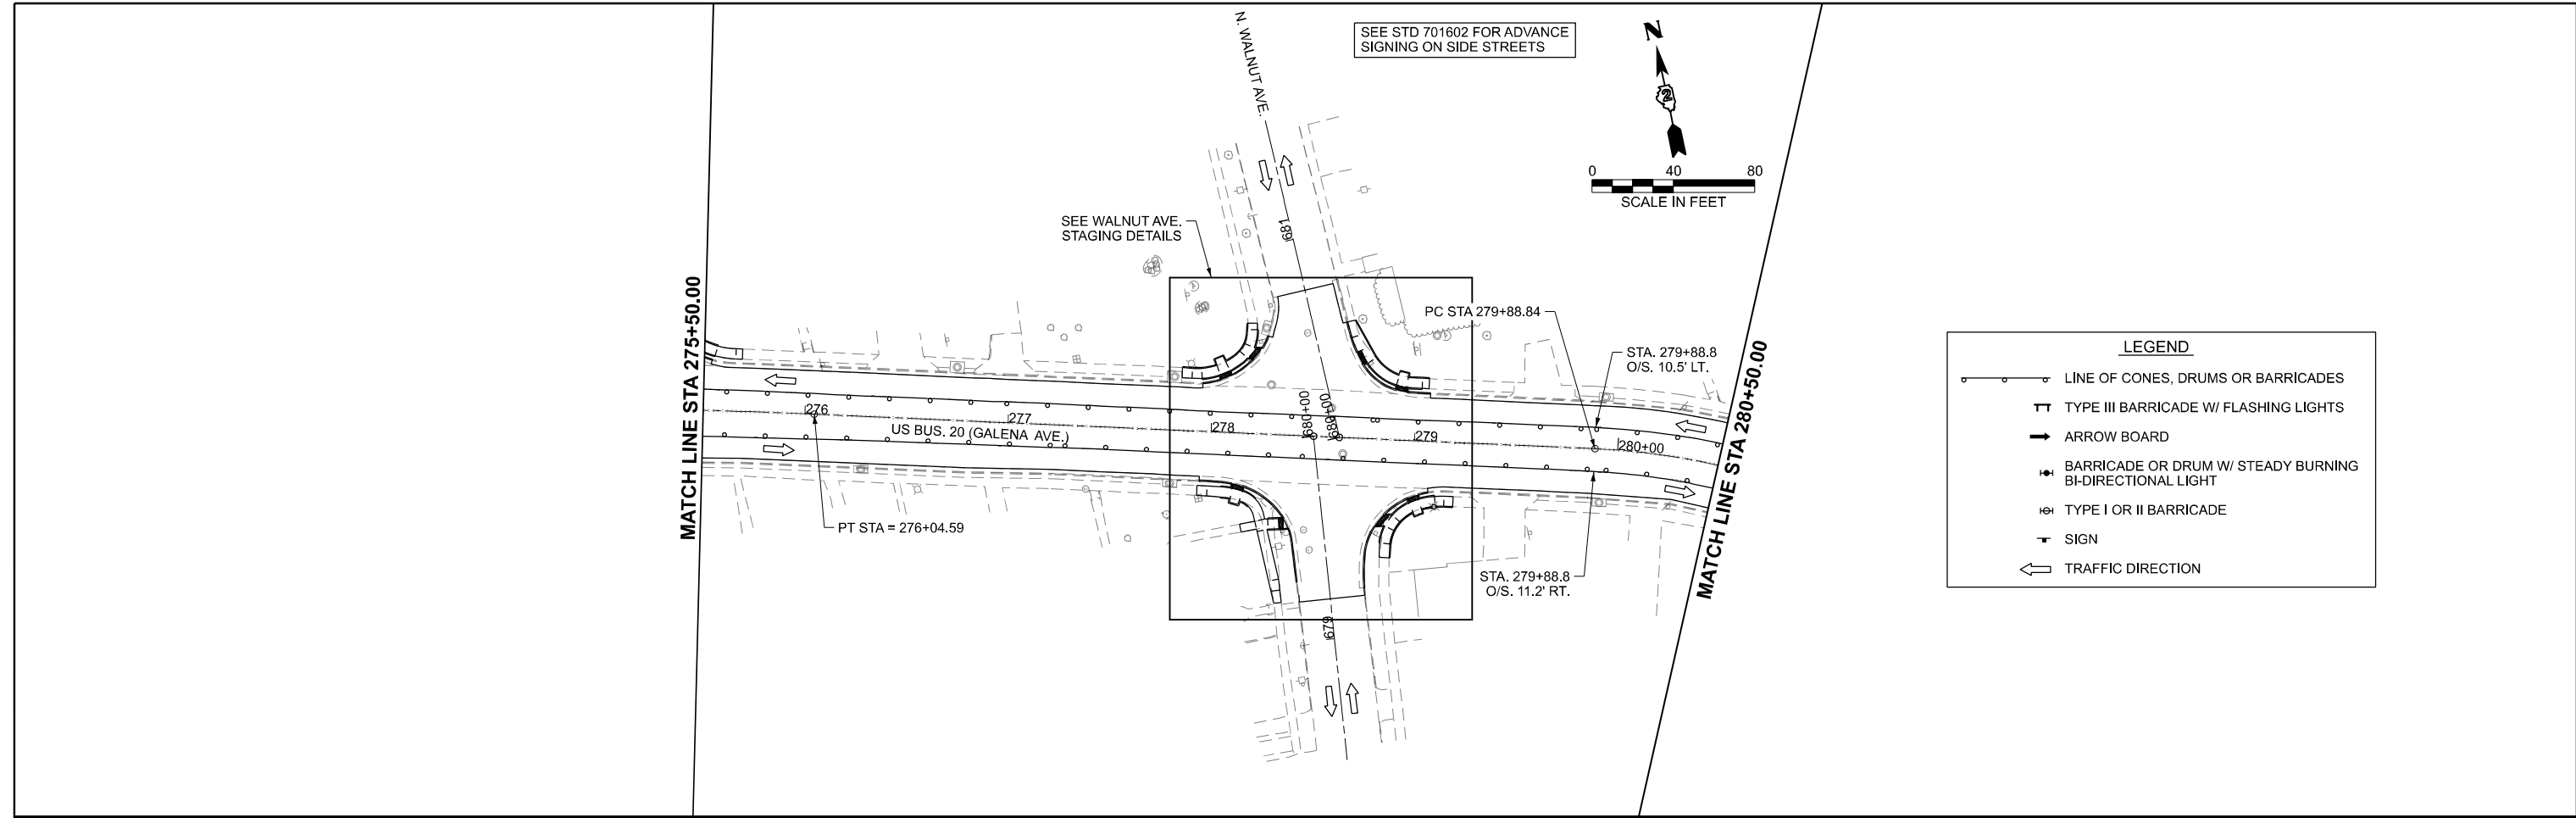 N. WALNUT AVE.
SEE STD 701602 FOR ADVANCE
SIGNING ON SIDE STREETS
N
2
0 40 80
SCALE IN FEET
SEE WALNUT AVE.
STAGING DETAILS
681
MATCH LINE STA 275+50.00
PC STA 279+88.84
STA. 279+88.8
O/S. 10.5' LT.
MATCH LINE STA 280+50.00
276
277
278
279
280+00
680+00
680+00
US BUS. 20 (GALENA AVE.)
PT STA = 276+04.59
STA. 279+88.8
O/S. 11.2' RT.
679
LEGEND
LINE OF CONES, DRUMS OR BARRICADES
TYPE III BARRICADE W/ FLASHING LIGHTS
ARROW BOARD
BARRICADE OR DRUM W/ STEADY BURNING
BI-DIRECTIONAL LIGHT
TYPE I OR II BARRICADE
SIGN
TRAFFIC DIRECTION